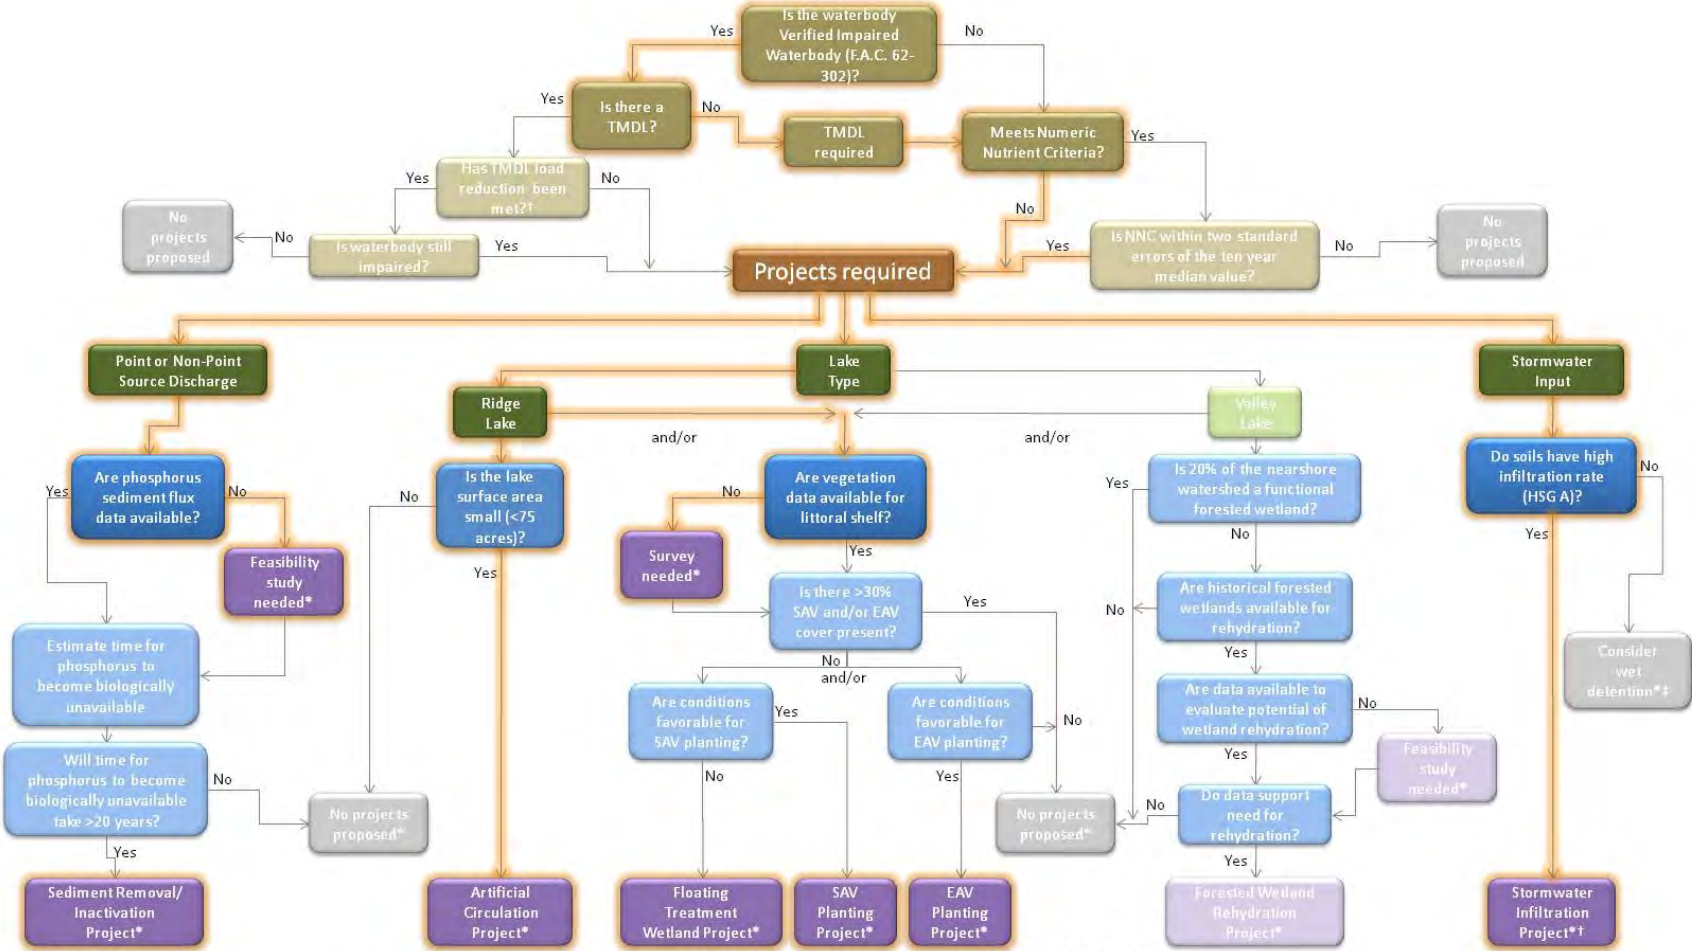 Is the waterbody
Verified Impaired
Waterbody (F.A.C. 62-
302)?
Yes
No
Is there a
TMDL?
Yes
No
TMDL
required
Meets Numeric
Nutrient Criteria?
Yes
No
Has TMDL load
reduction been
met?†
Yes
No
No
projects
proposed
No
Is waterbody still
impaired?
Yes
Projects required
Yes
Is NNC within two standard
errors of the ten year
median value?
No
No
projects
proposed
Point or Non-Point
Source Discharge
Lake
Type
Stormwater
Input
Ridge
Lake
and/or
Valley
Lake
and/or
Are phosphorus
sediment flux
data available?
Yes
No
Feasibility
study
needed*
Estimate time for
phosphorus to
become biologically
unavailable
Will time for
phosphorus to become
biologically unavailable
take >20 years?
No
Yes
Sediment Removal/
Inactivation
Project*
Is the lake
surface area
small (<75
acres)?
No
Yes
No projects
proposed*
Artificial
Circulation
Project*
Are vegetation
data available for
littoral shelf?
No
Yes
Survey
needed*
Is there >30%
SAV and/or EAV
cover present?
Yes
No
and/or
Are conditions
favorable for
SAV planting?
Yes
No
Are conditions
favorable for
EAV planting?
No
Yes
Floating
Treatment
Wetland Project*
SAV
Planting
Project*
EAV
Planting
Project*
Is 20% of the nearshore
watershed a functional
forested wetland?
Yes
No
Are historical forested
wetlands available for
rehydration?
No
Yes
Are data available to
evaluate potential of
wetland rehydration?
No
Yes
Feasibility
study
needed*
Do data support
need for
rehydration?
No
Yes
No projects
proposed*
Forested Wetland
Rehydration
Project*
Do soils have high
infiltration rate
(HSG A)?
No
Yes
Consider
wet
detention*‡
Stormwater
Infiltration
Project*†